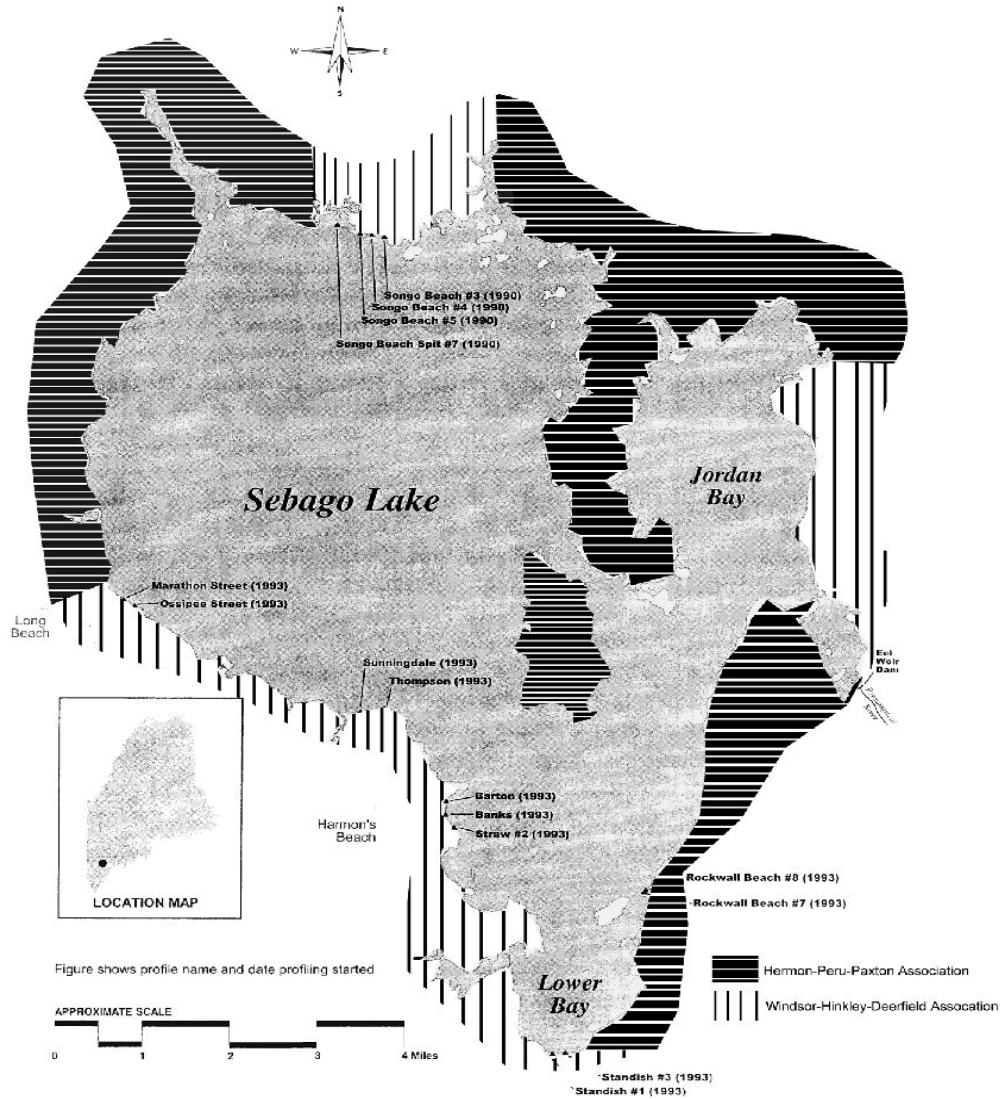 N
W E
S
Songo Beach #3 (1990)
Songo Beach #4 (1990)
Songo Beach #5 (1990)
Songo Beach Spit #7 (1990)
Jordan
Bay
Sebago Lake
Marathon Street (1993)
Ossipee Street (1993)
Long
Beach
Sunningdale (1993)
Thompson (1993)
Eel
Weir
Dam
Barton (1993)
Banks (1993)
Straw #2 (1993)
Harmon's
Beach
LOCATION MAP
Rockwall Beach #8 (1993)
Rockwall Beach #7 (1993)
Figure shows profile name and date profiling started
Lower
Bay
Hermon-Peru-Paxton Association
Windsor-Hinkley-Deerfield Assocation
APPROXIMATE SCALE
0 1 2 3 4 Miles
Standish #3 (1993)
Standish #1 (1993)